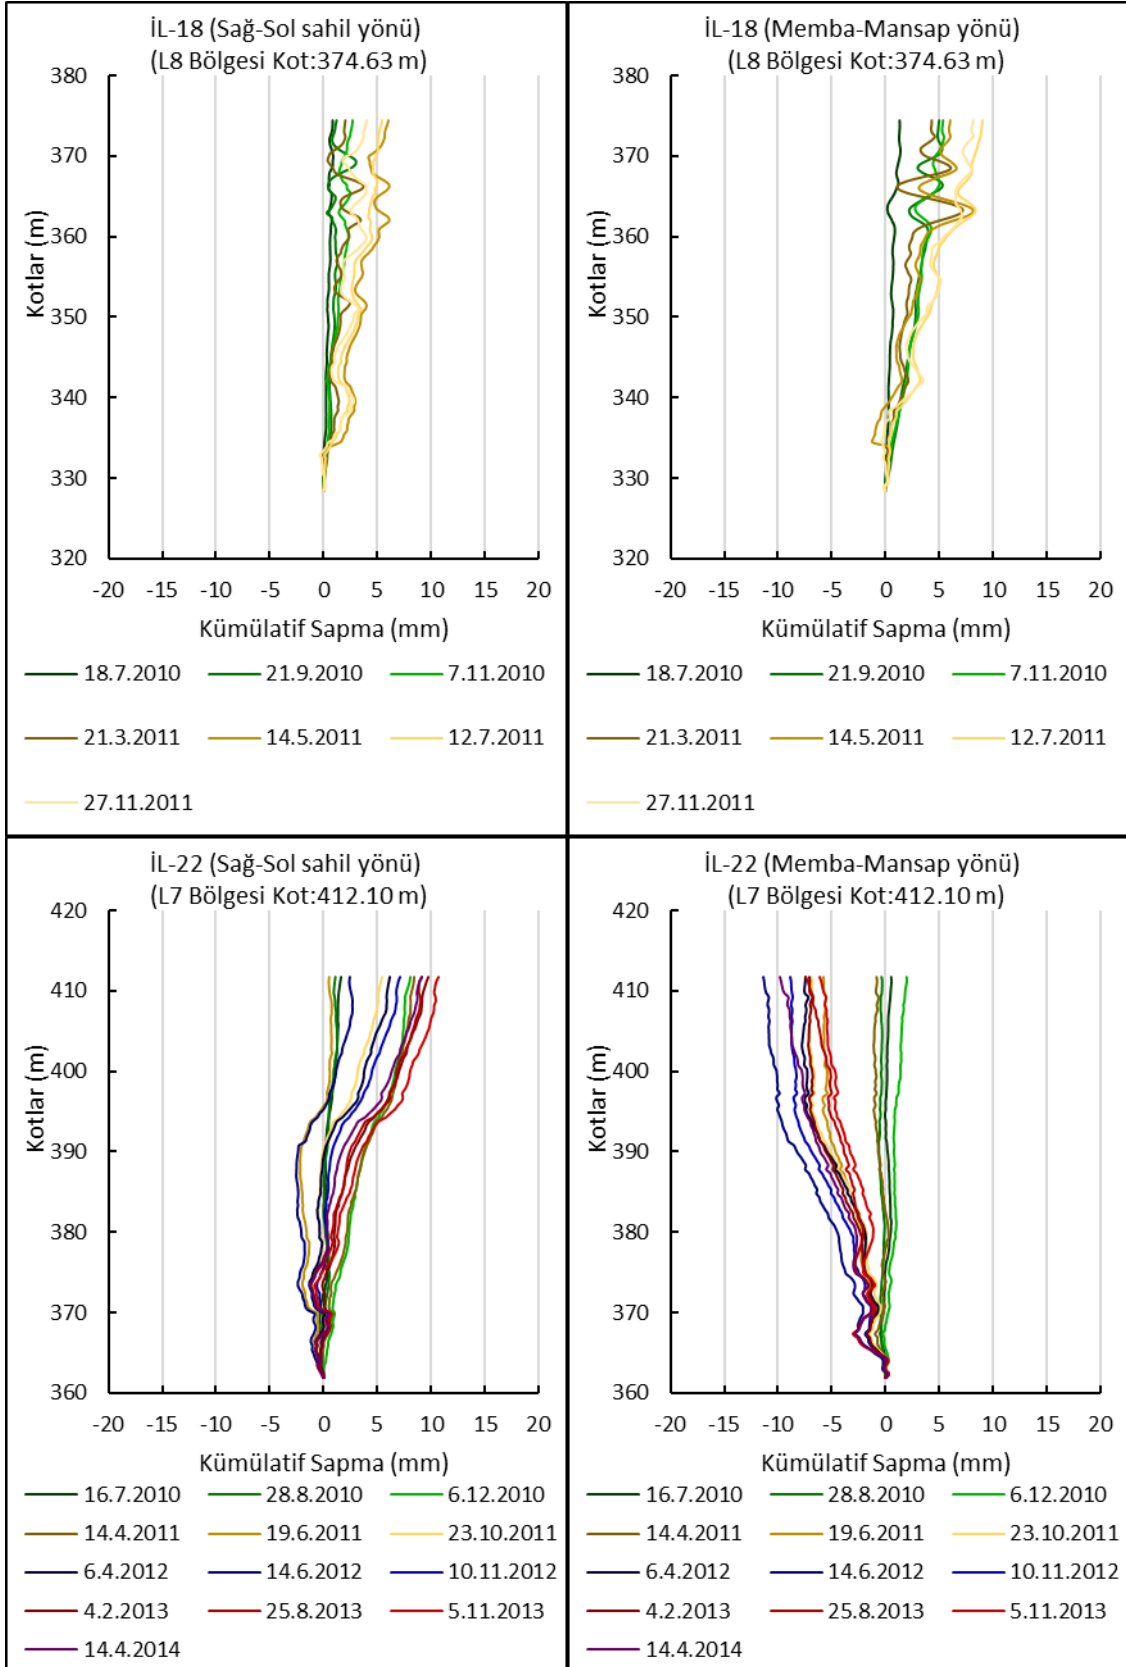 İL-18 (Sağ-Sol sahil yönü)
(L8 Bölgesi Kot:374.63 m)
Kotlar (m)
380
370
360
350
340
330
320
-20 -15 -10 -5 0 5 10 15 20
Kümülatif Sapma (mm)
18.7.2010 21.9.2010 7.11.2010
21.3.2011 14.5.2011 12.7.2011
27.11.2011
İL-18 (Memba-Mansap yönü)
(L8 Bölgesi Kot:374.63 m)
Kotlar (m)
380
370
360
350
340
330
320
-20 -15 -10 -5 0 5 10 15 20
Kümülatif Sapma (mm)
18.7.2010 21.9.2010 7.11.2010
21.3.2011 14.5.2011 12.7.2011
27.11.2011
İL-22 (Sağ-Sol sahil yönü)
(L7 Bölgesi Kot:412.10 m)
Kotlar (m)
420
410
400
390
380
370
360
-20 -15 -10 -5 0 5 10 15 20
Kümülatif Sapma (mm)
16.7.2010 28.8.2010 6.12.2010
14.4.2011 19.6.2011 23.10.2011
6.4.2012 14.6.2012 10.11.2012
4.2.2013 25.8.2013 5.11.2013
14.4.2014
İL-22 (Memba-Mansap yönü)
(L7 Bölgesi Kot:412.10 m)
Kotlar (m)
420
410
400
390
380
370
360
-20 -15 -10 -5 0 5 10 15 20
Kümülatif Sapma (mm)
16.7.2010 28.8.2010 6.12.2010
14.4.2011 19.6.2011 23.10.2011
6.4.2012 14.6.2012 10.11.2012
4.2.2013 25.8.2013 5.11.2013
14.4.2014